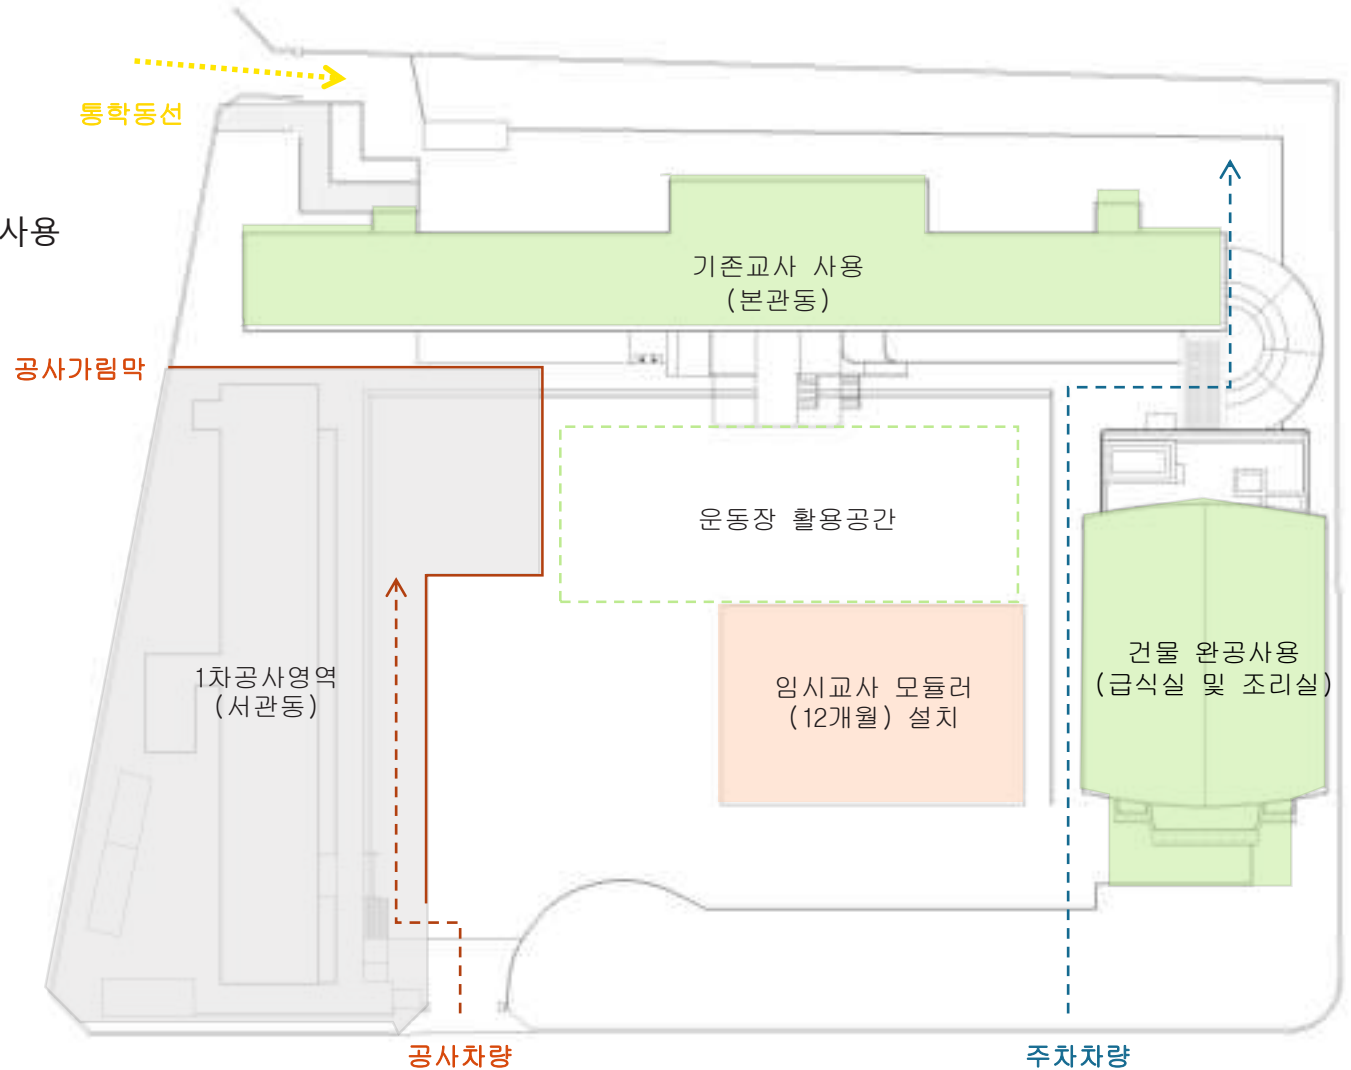 통학동선
사용
기존교사 사용
(본관동)
공사가림막
운동장 활용공간
건물 완공사용
(급식실 및 조리실)
1차공사영역
(서관동)
임시교사 모듈러
(12개월) 설치
공사차량
주차차량